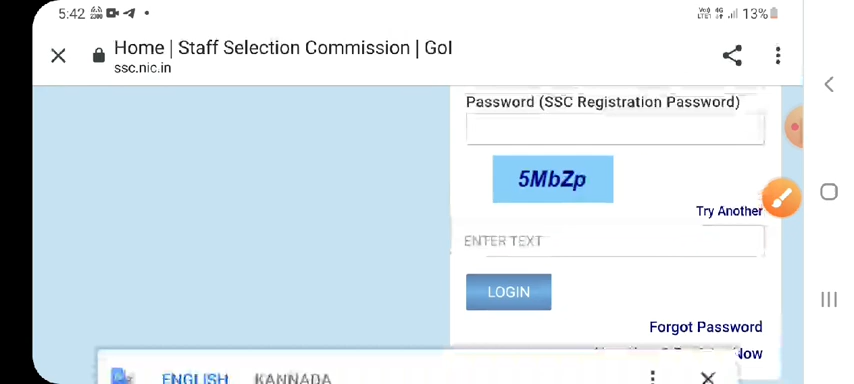 5:42 13%
Home | Staff Selection Commission | GoI
ssc.nic.in
Password (SSC Registration Password)
5MbZp
Try Another
ENTER TEXT
LOGIN
Forgot Password
Now
ENGLISH KANNADA